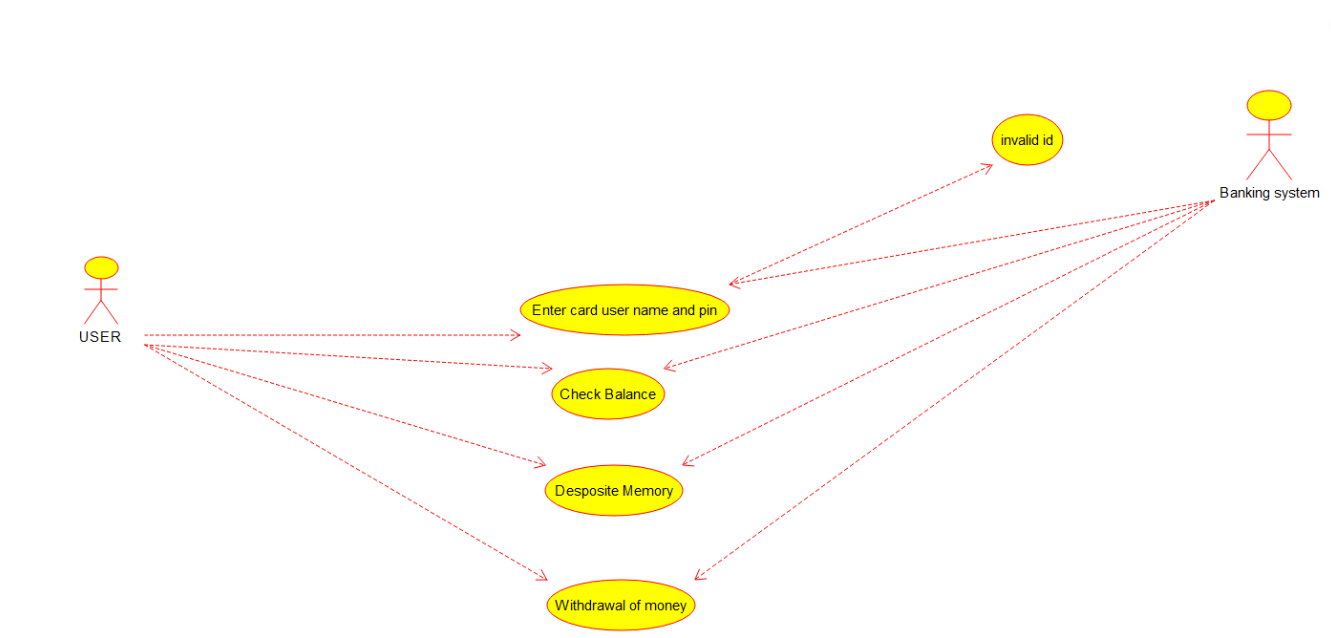 invalid id
Banking system
Enter card user name and pin
USER
Check Balance
Desposite Memory
Withdrawal of money